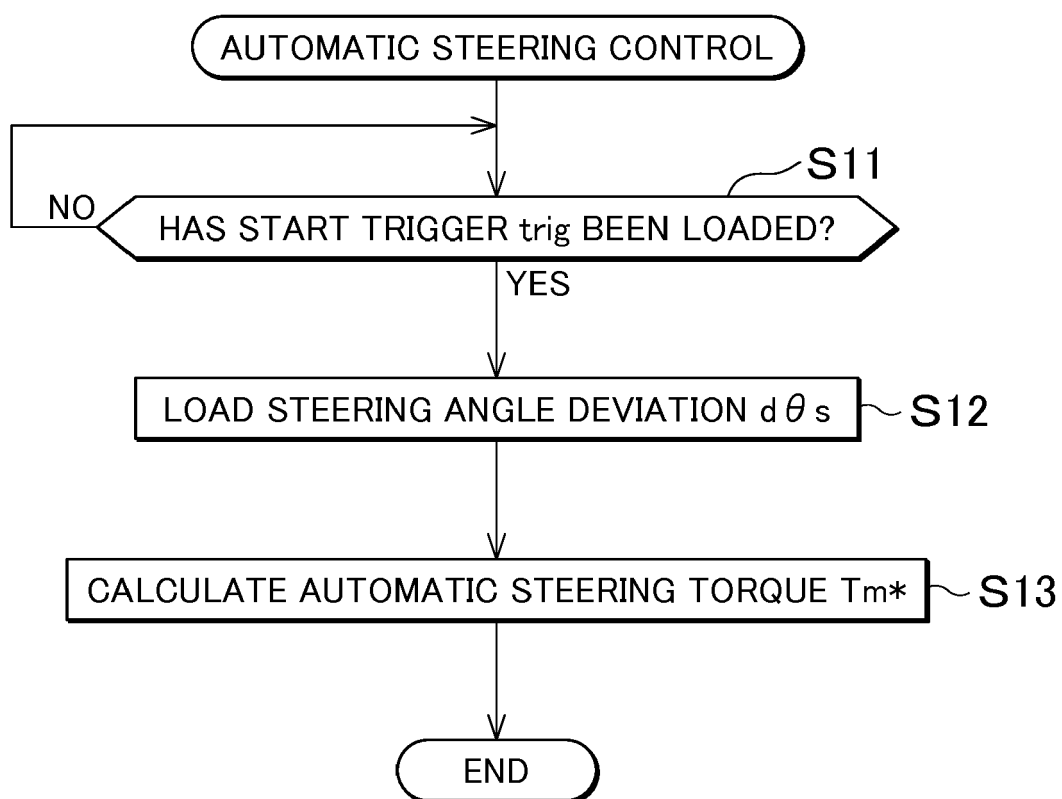 AUTOMATIC STEERING CONTROL
S11
NO
HAS START TRIGGER trig BEEN LOADED?
YES
LOAD STEERING ANGLE DEVIATION dθs
S12
CALCULATE AUTOMATIC STEERING TORQUE Tm*
S13
END